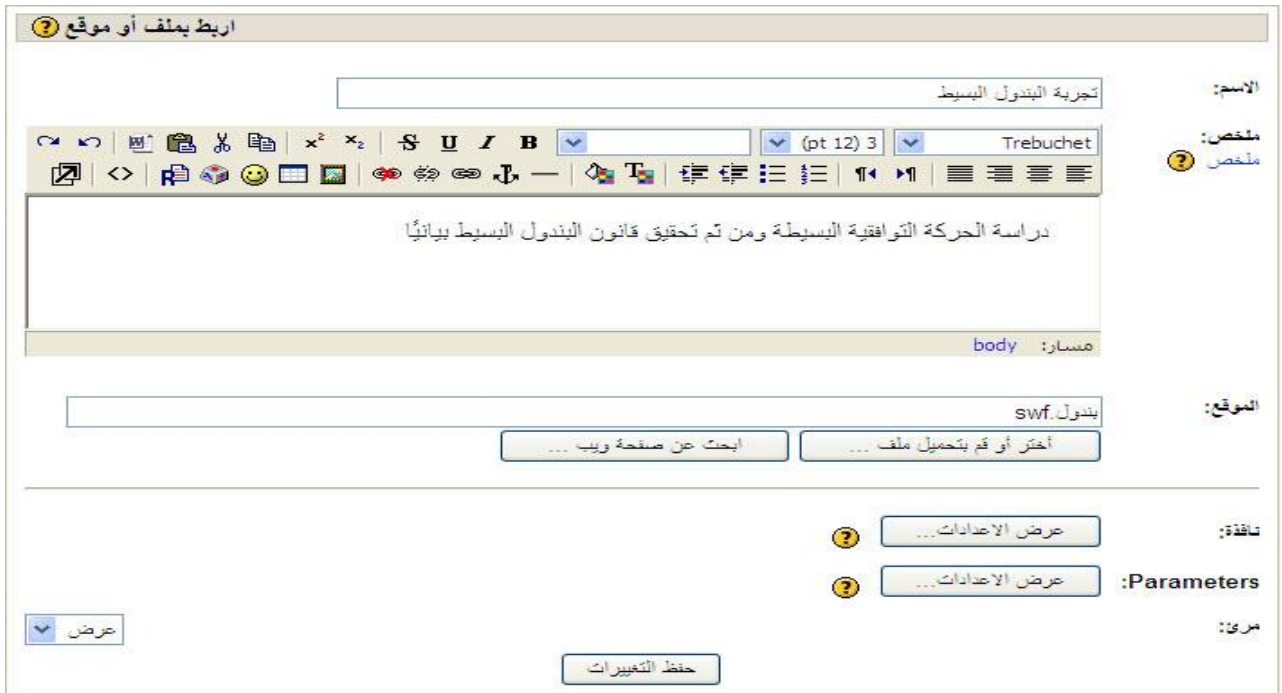 اربط بملف أو موقع
الاسم:
تجربة البندول البسيط
ملخص:
ملخص
Trebuchet
3 (12 pt)
B I U S x₂ x²
دراسة الحركة التوافقية البسيطة ومن ثم تحقيق قانون البندول البسيط بيانيًّا
مسار: body
الموقع:
بندول.swf
أختر أو قم بتحميل ملف ...
ابحث عن صفحة ويب ...
نافذة:
عرض الاعدادات...
Parameters:
عرض الاعدادات...
مرئ:
عرض
حفظ التغييرات